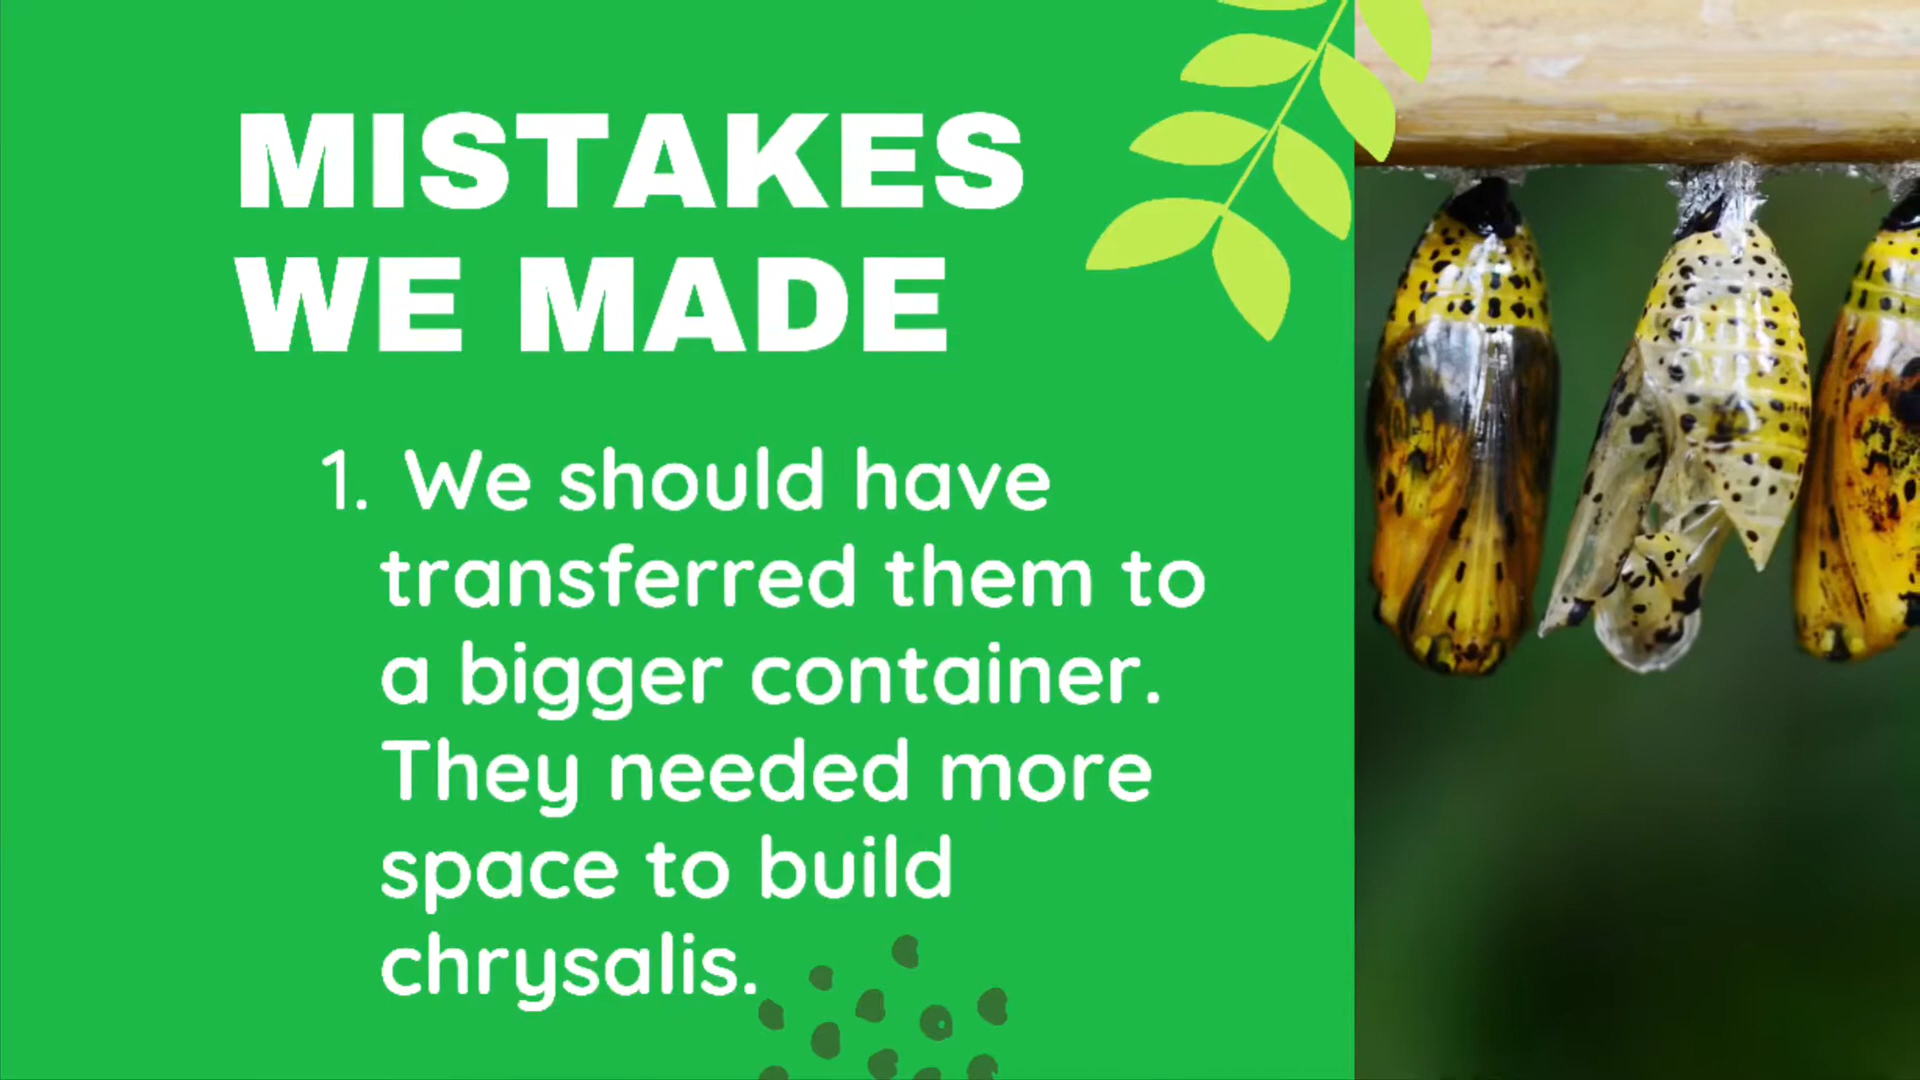 MISTAKES
WE MADE
1. We should have
transferred them to
a bigger container.
They needed more
space to build
chrysalis.